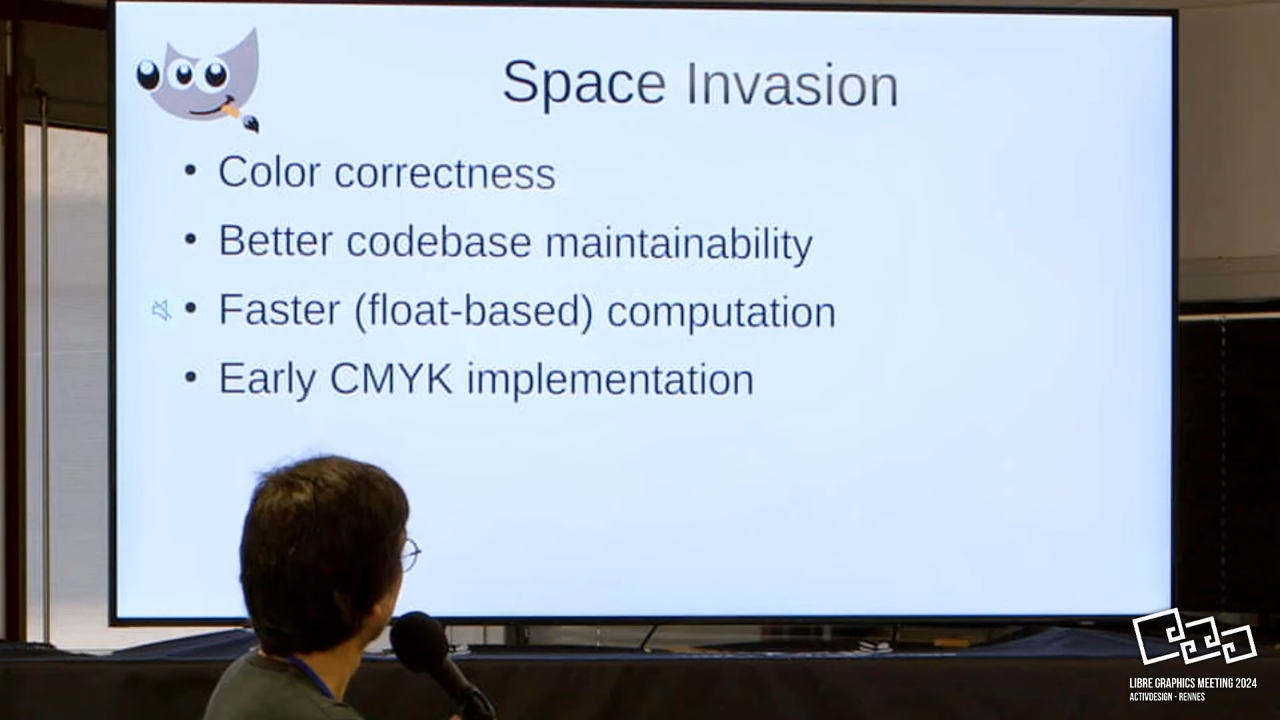 Space Invasion
• Color correctness
• Better codebase maintainability
• Faster (float-based) computation
• Early CMYK implementation
LIBRE GRAPHICS MEETING 2024
ACTIVDESIGN - RENNES